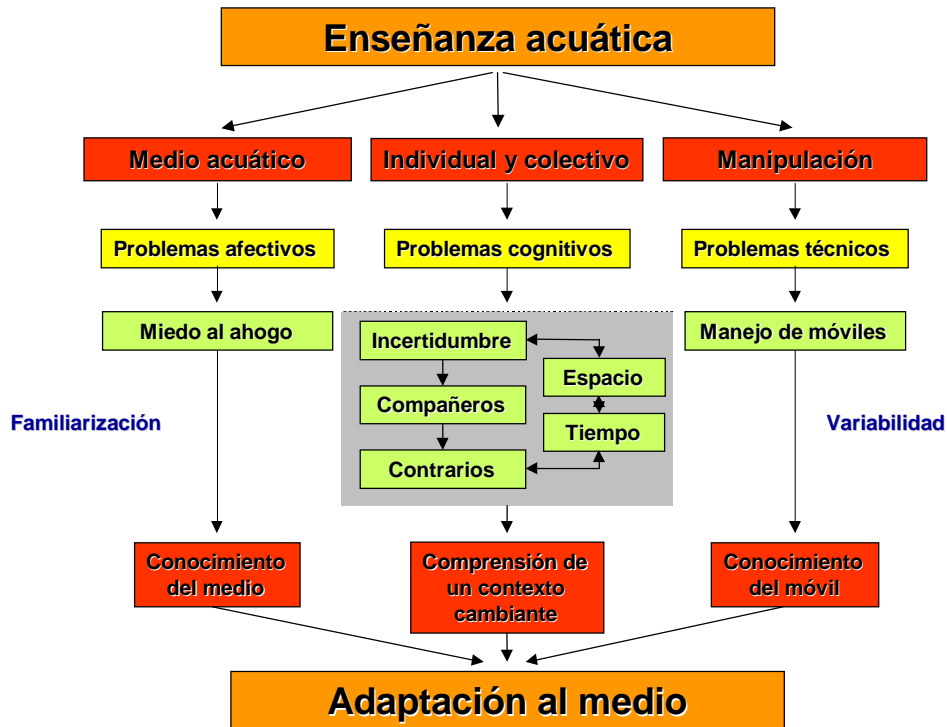 Enseñanza acuática
Medio acuático
Individual y colectivo
Manipulación
Problemas afectivos
Problemas cognitivos
Problemas técnicos
Miedo al ahogo
Incertidumbre
Compañeros
Contrarios
Espacio
Tiempo
Manejo de móviles
Familiarización
Variabilidad
Conocimiento
del medio
Comprensión de
un contexto
cambiante
Conocimiento
del móvil
Adaptación al medio